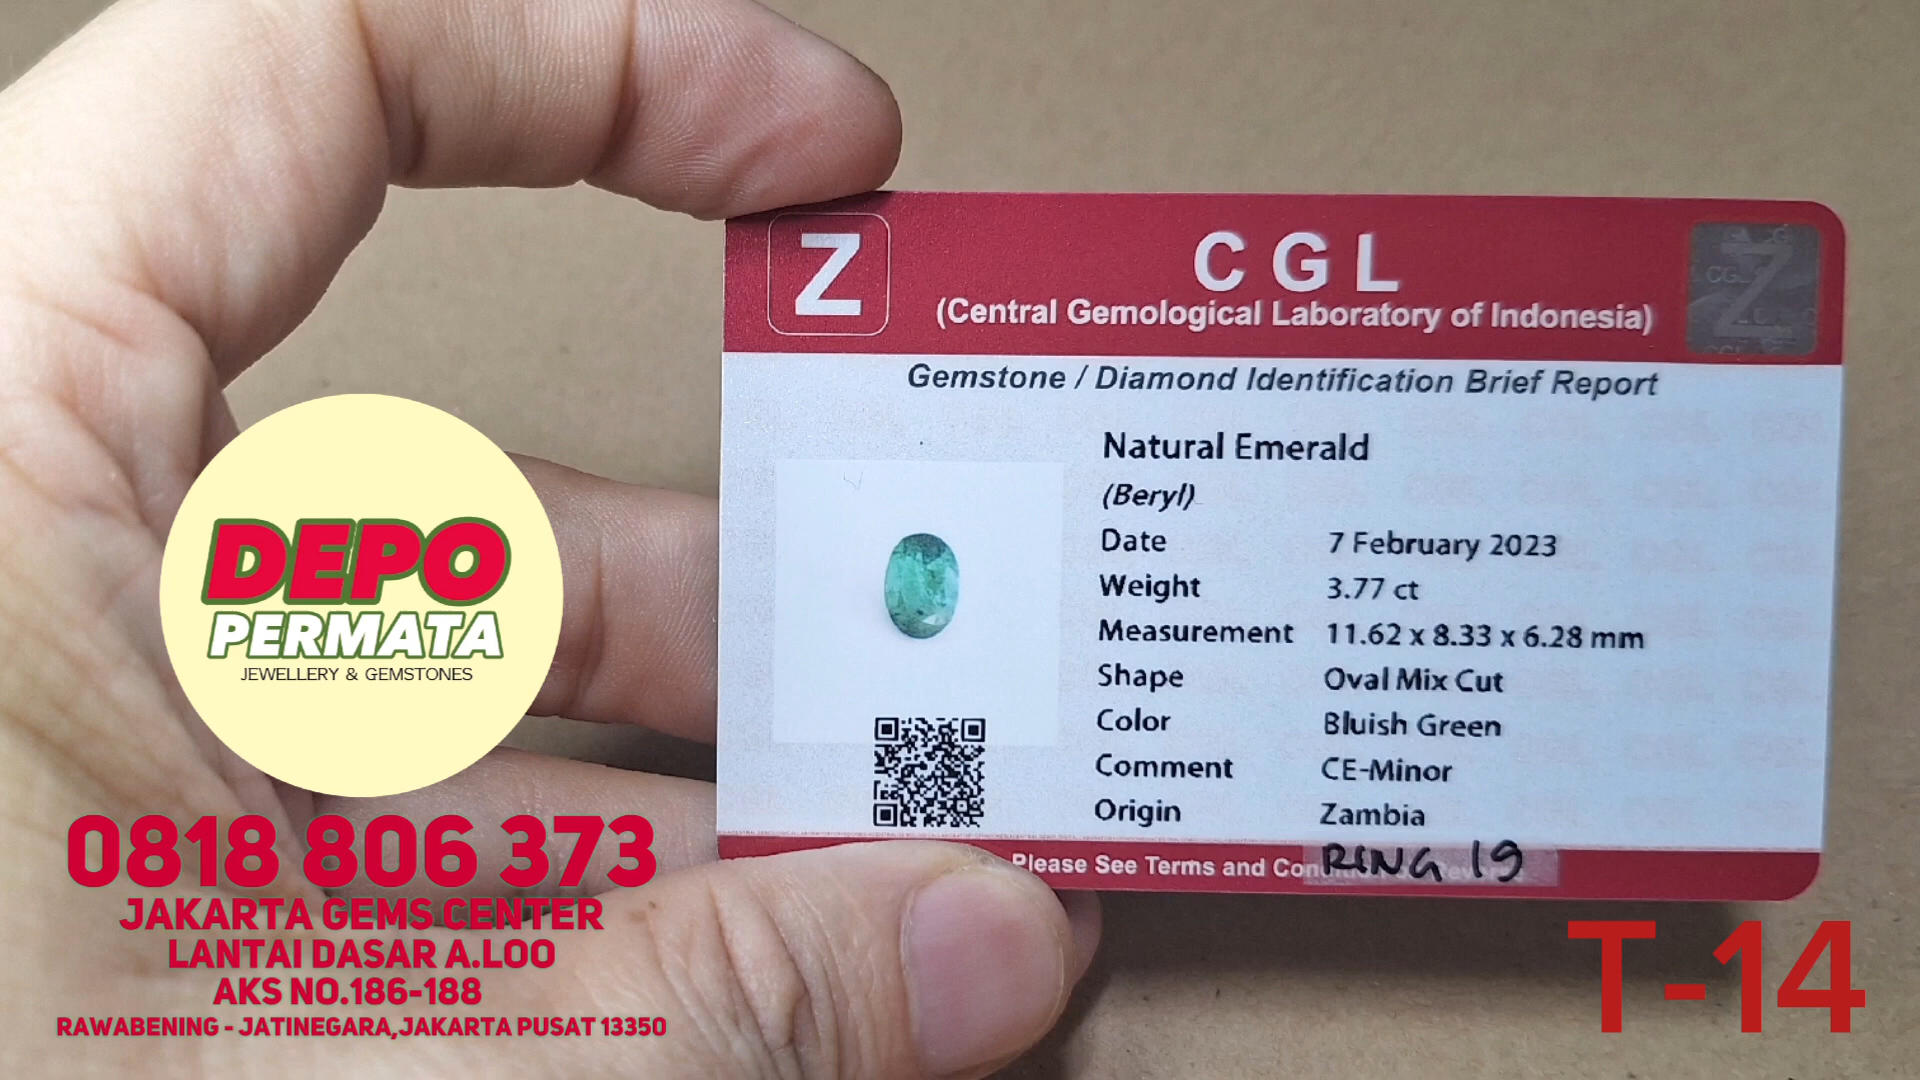 Z
C G L
(Central Gemological Laboratory of Indonesia)
Gemstone / Diamond Identification Brief Report
Natural Emerald
(Beryl)
Date 7 February 2023
Weight 3.77 ct
Measurement 11.62 x 8.33 x 6.28 mm
Shape Oval Mix Cut
Color Bluish Green
Comment CE-Minor
Origin Zambia
Please See Terms and
RING 19
DEPO
PERMATA
JEWELLERY & GEMSTONES
0818 806 373
JAKARTA GEMS CENTER
LANTAI DASAR A.LOO
AKS NO.186-188
RAWABENING - JATINEGARA,JAKARTA PUSAT 13350
T-14